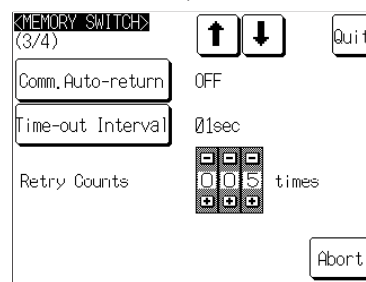 <MEMORY SWITCH>
(3/4)
Quit
Comm.Auto-return OFF
Time-out Interval 01sec
Retry Counts 005 times
Abort